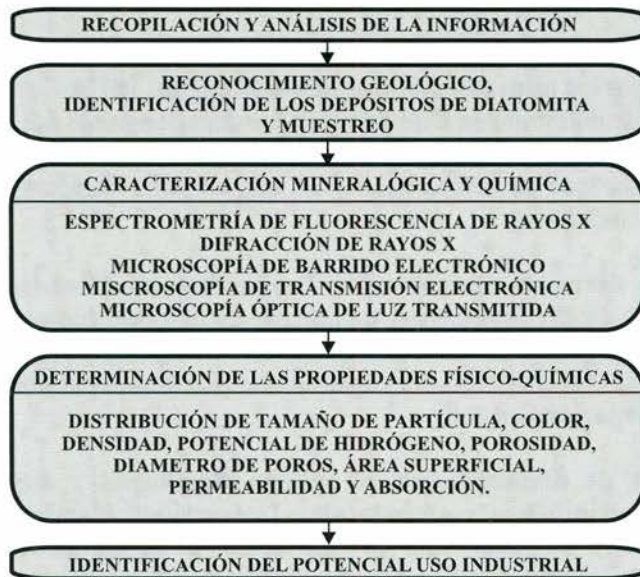 RECOPILACIÓN Y ANÁLISIS DE LA INFORMACIÓN
RECONOCIMIENTO GEOLÓGICO,
IDENTIFICACIÓN DE LOS DEPÓSITOS DE DIATOMITA
Y MUESTREO
CARACTERIZACIÓN MINERALÓGICA Y QUÍMICA
ESPECTROMETRÍA DE FLUORESCENCIA DE RAYOS X
DIFRACCIÓN DE RAYOS X
MICROSCOPÍA DE BARRIDO ELECTRÓNICO
MISCROSCOPÍA DE TRANSMISIÓN ELECTRÓNICA
MICROSCOPÍA ÓPTICA DE LUZ TRANSMITIDA
DETERMINACIÓN DE LAS PROPIEDADES FÍSICO-QUÍMICAS
DISTRIBUCIÓN DE TAMAÑO DE PARTÍCULA, COLOR,
DENSIDAD, POTENCIAL DE HIDRÓGENO, POROSIDAD,
DIAMETRO DE POROS, ÁREA SUPERFICIAL,
PERMEABILIDAD Y ABSORCIÓN.
IDENTIFICACIÓN DEL POTENCIAL USO INDUSTRIAL